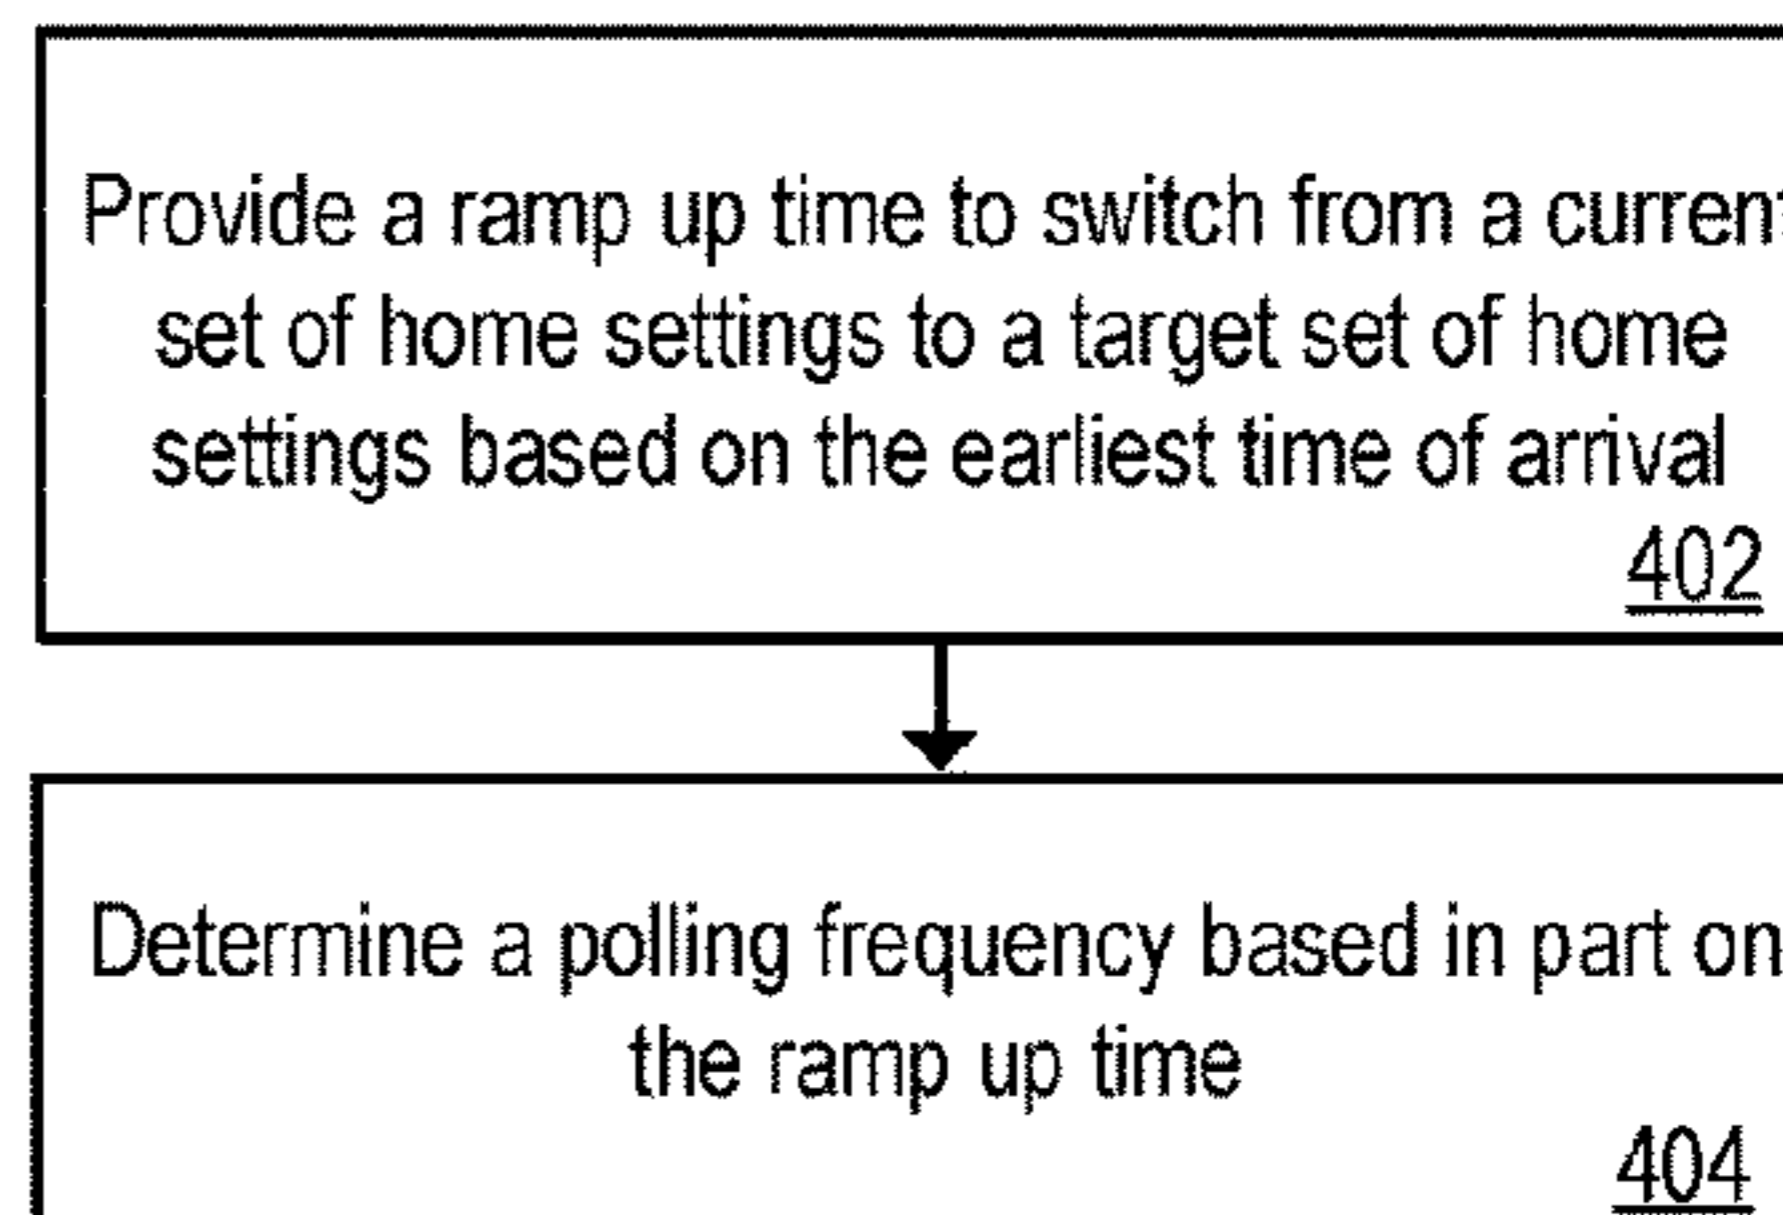 Provide a ramp up time to switch from a current
set of home settings to a target set of home
settings based on the earliest time of arrival
402
Determine a polling frequency based in part on
the ramp up time
404